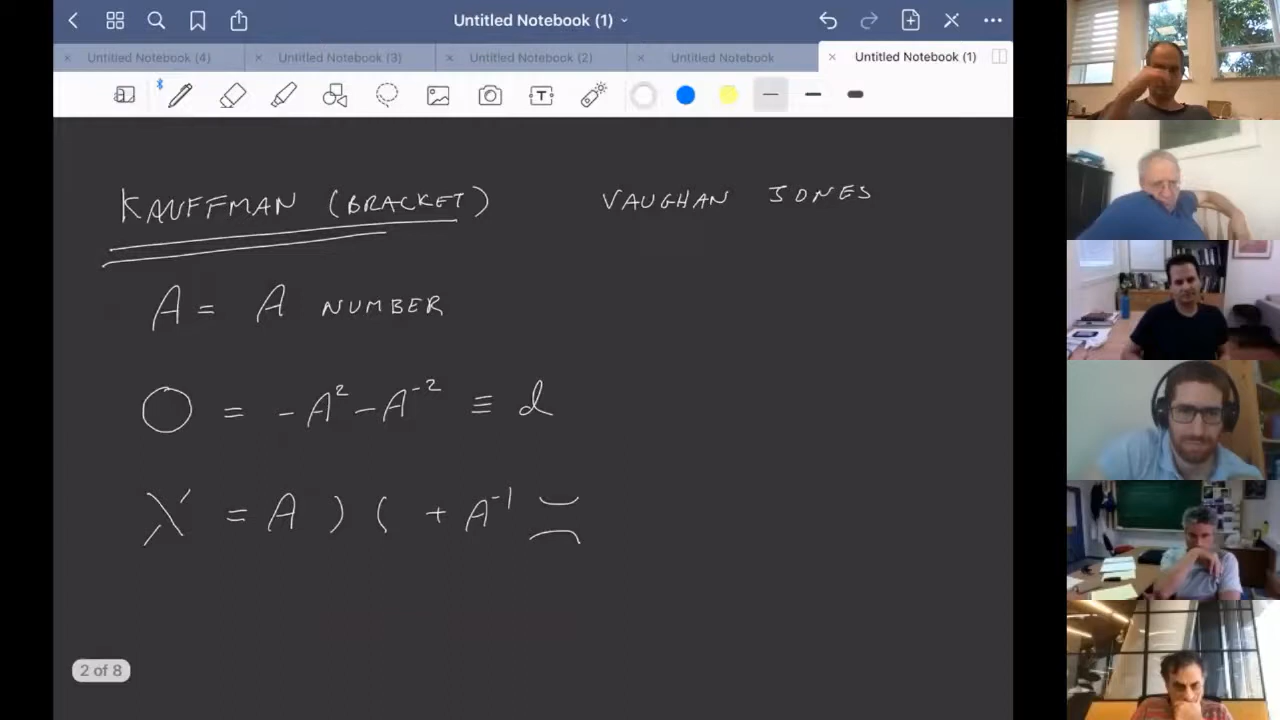 Untitled Notebook (1)
Untitled Notebook (4) Untitled Notebook (3) Untitled Notebook (2) Untitled Notebook Untitled Notebook (1)
KAUFFMAN (BRACKET) VAUGHAN JONES
A = A NUMBER
O = -A² -A⁻² ≡ d
= A ) ( + A⁻¹
2 of 8